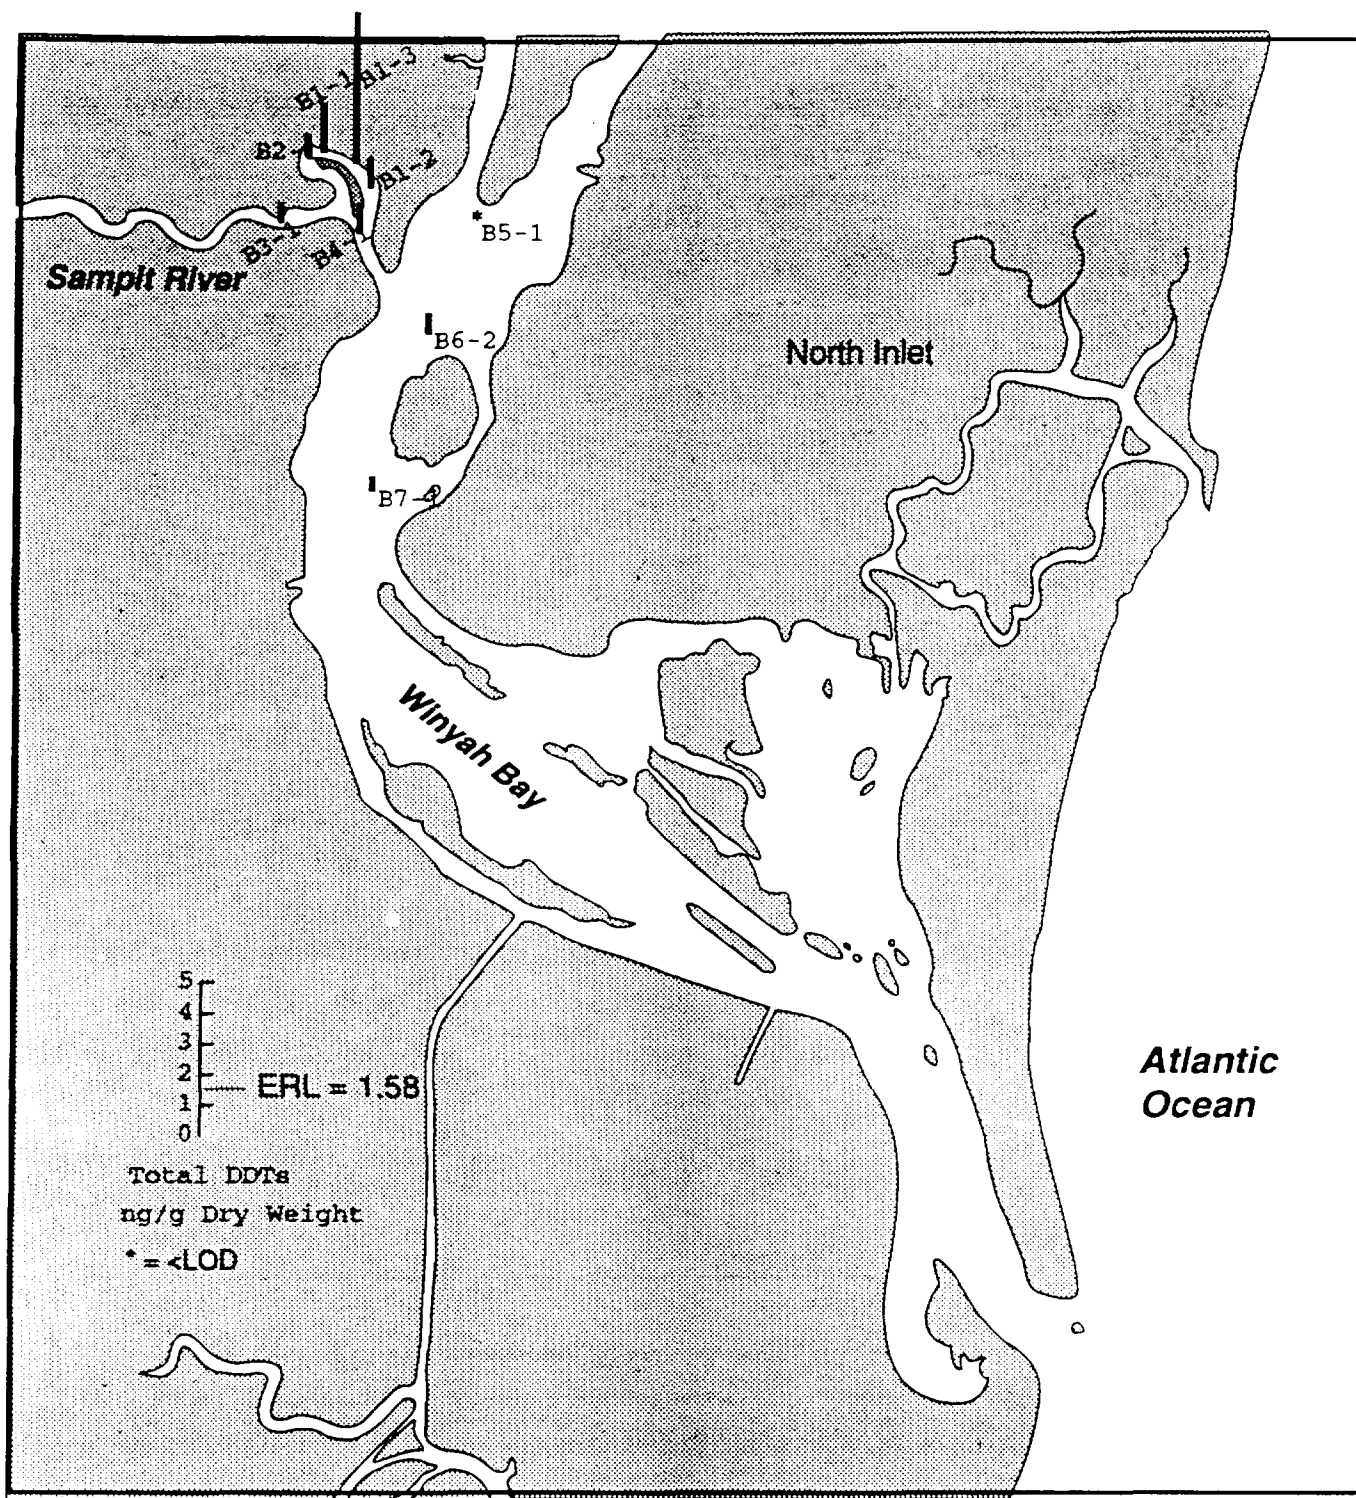 B1-3
B1-1
B2-
B1-2
B3-1
B4-
B5-1
Sampit River
B6-2
North Inlet
B7-1
Winyah Bay
5
4
3
2
ERL = 1.58
1
0
Atlantic
Ocean
Total DDTs
ng/g Dry Weight
* = <LOD